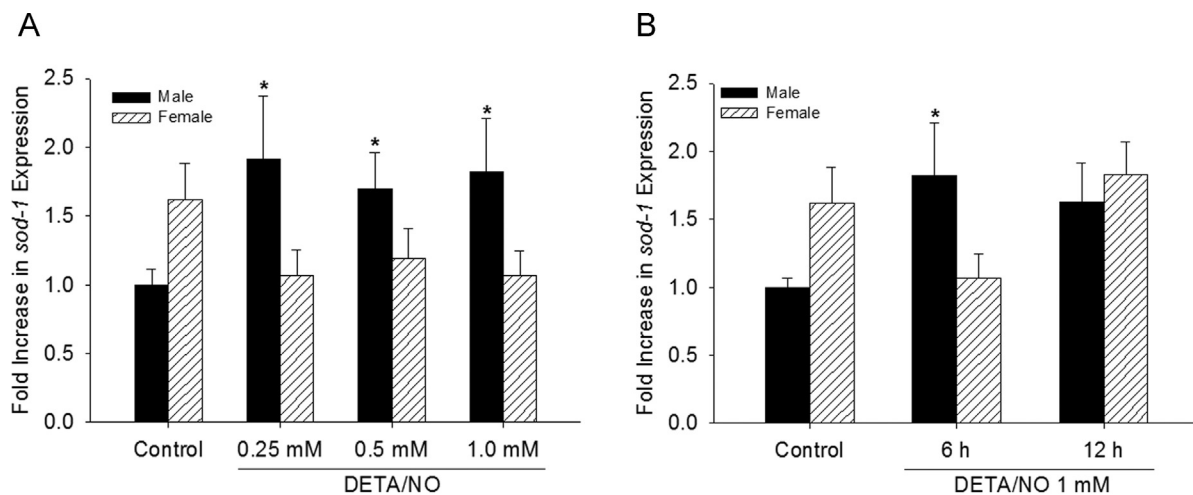 A
Fold Increase in sod-1 Expression
2.5
2.0
1.5
1.0
0.5
0.0
Male
Female
*
*
*
Control
0.25 mM
0.5 mM
1.0 mM
DETA/NO
B
Fold Increase in sod-1 Expression
2.5
2.0
1.5
1.0
0.5
0.0
Male
Female
*
Control
6 h
12 h
DETA/NO 1 mM